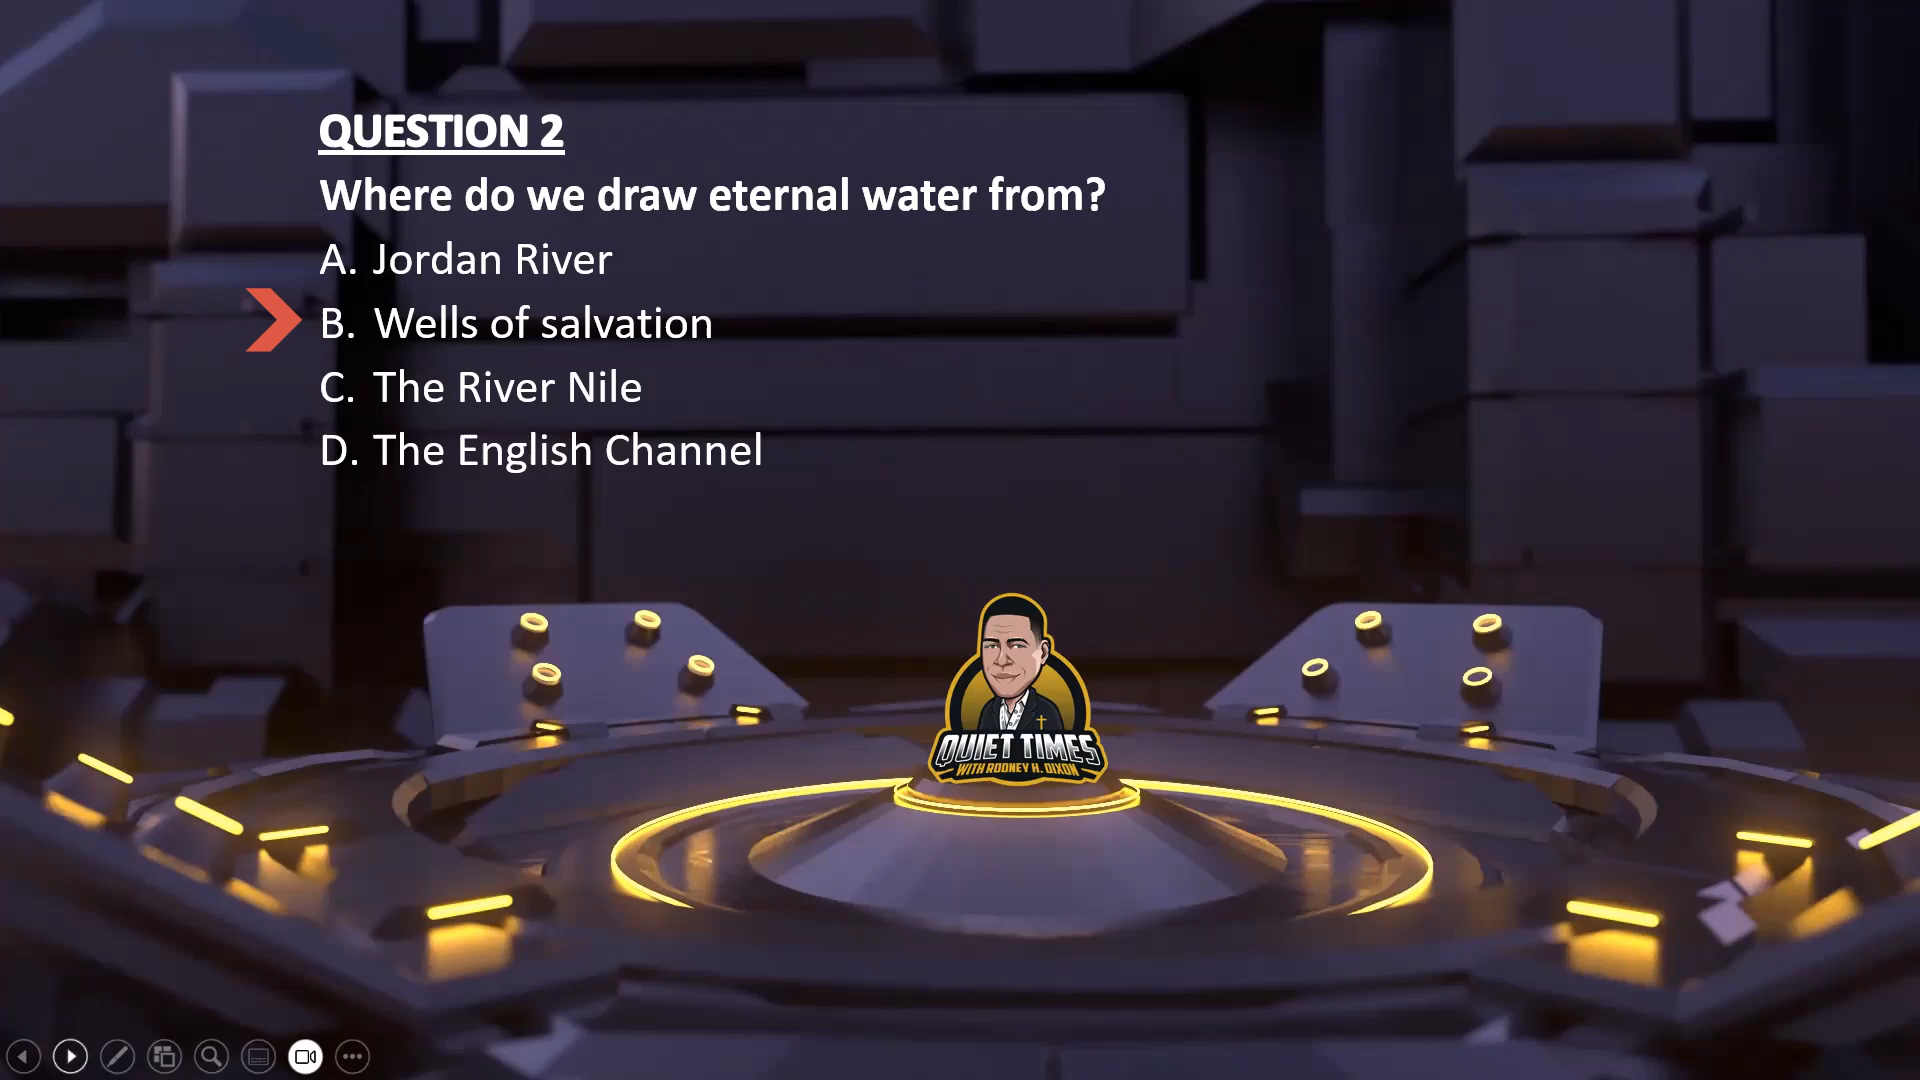 QUESTION 2
Where do we draw eternal water from?
A. Jordan River
B. Wells of salvation
C. The River Nile
D. The English Channel
QUIET TIMES
WITH RODNEY H. DIXON